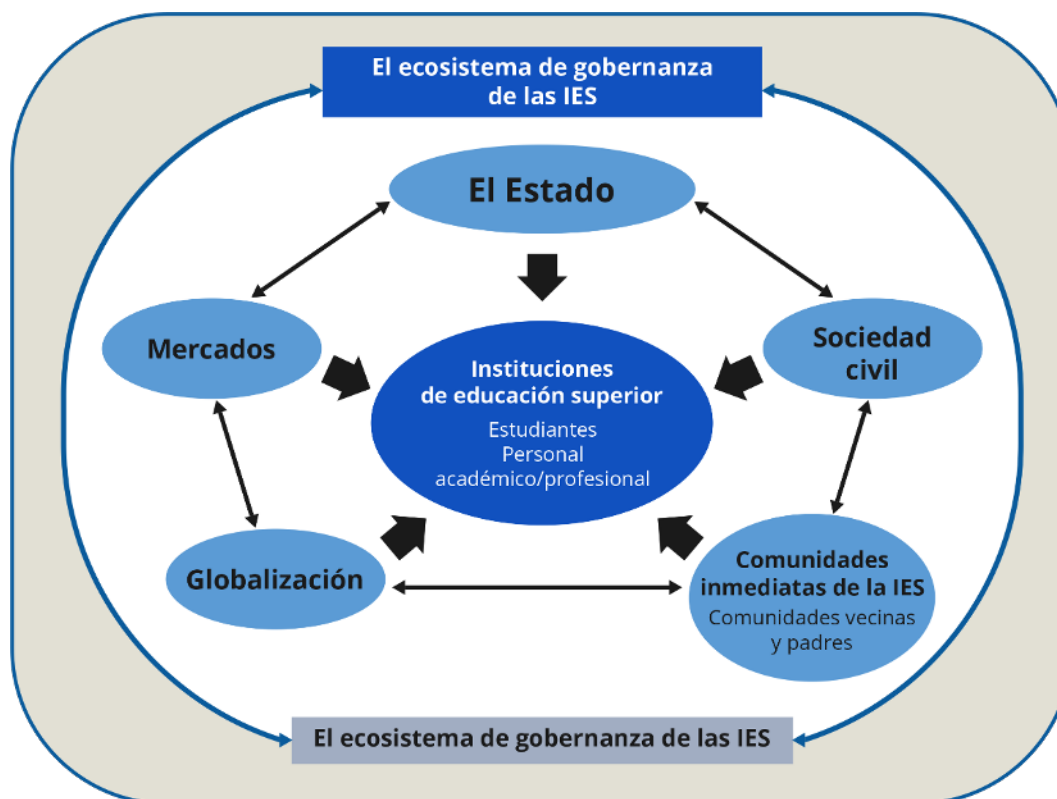 El ecosistema de gobernanza
de las IES
El Estado
Mercados
Sociedad
civil
Instituciones
de educación superior
Estudiantes
Personal
académico/profesional
Globalización
Comunidades
inmediatas de la IES
Comunidades vecinas
y padres
El ecosistema de gobernanza de las IES